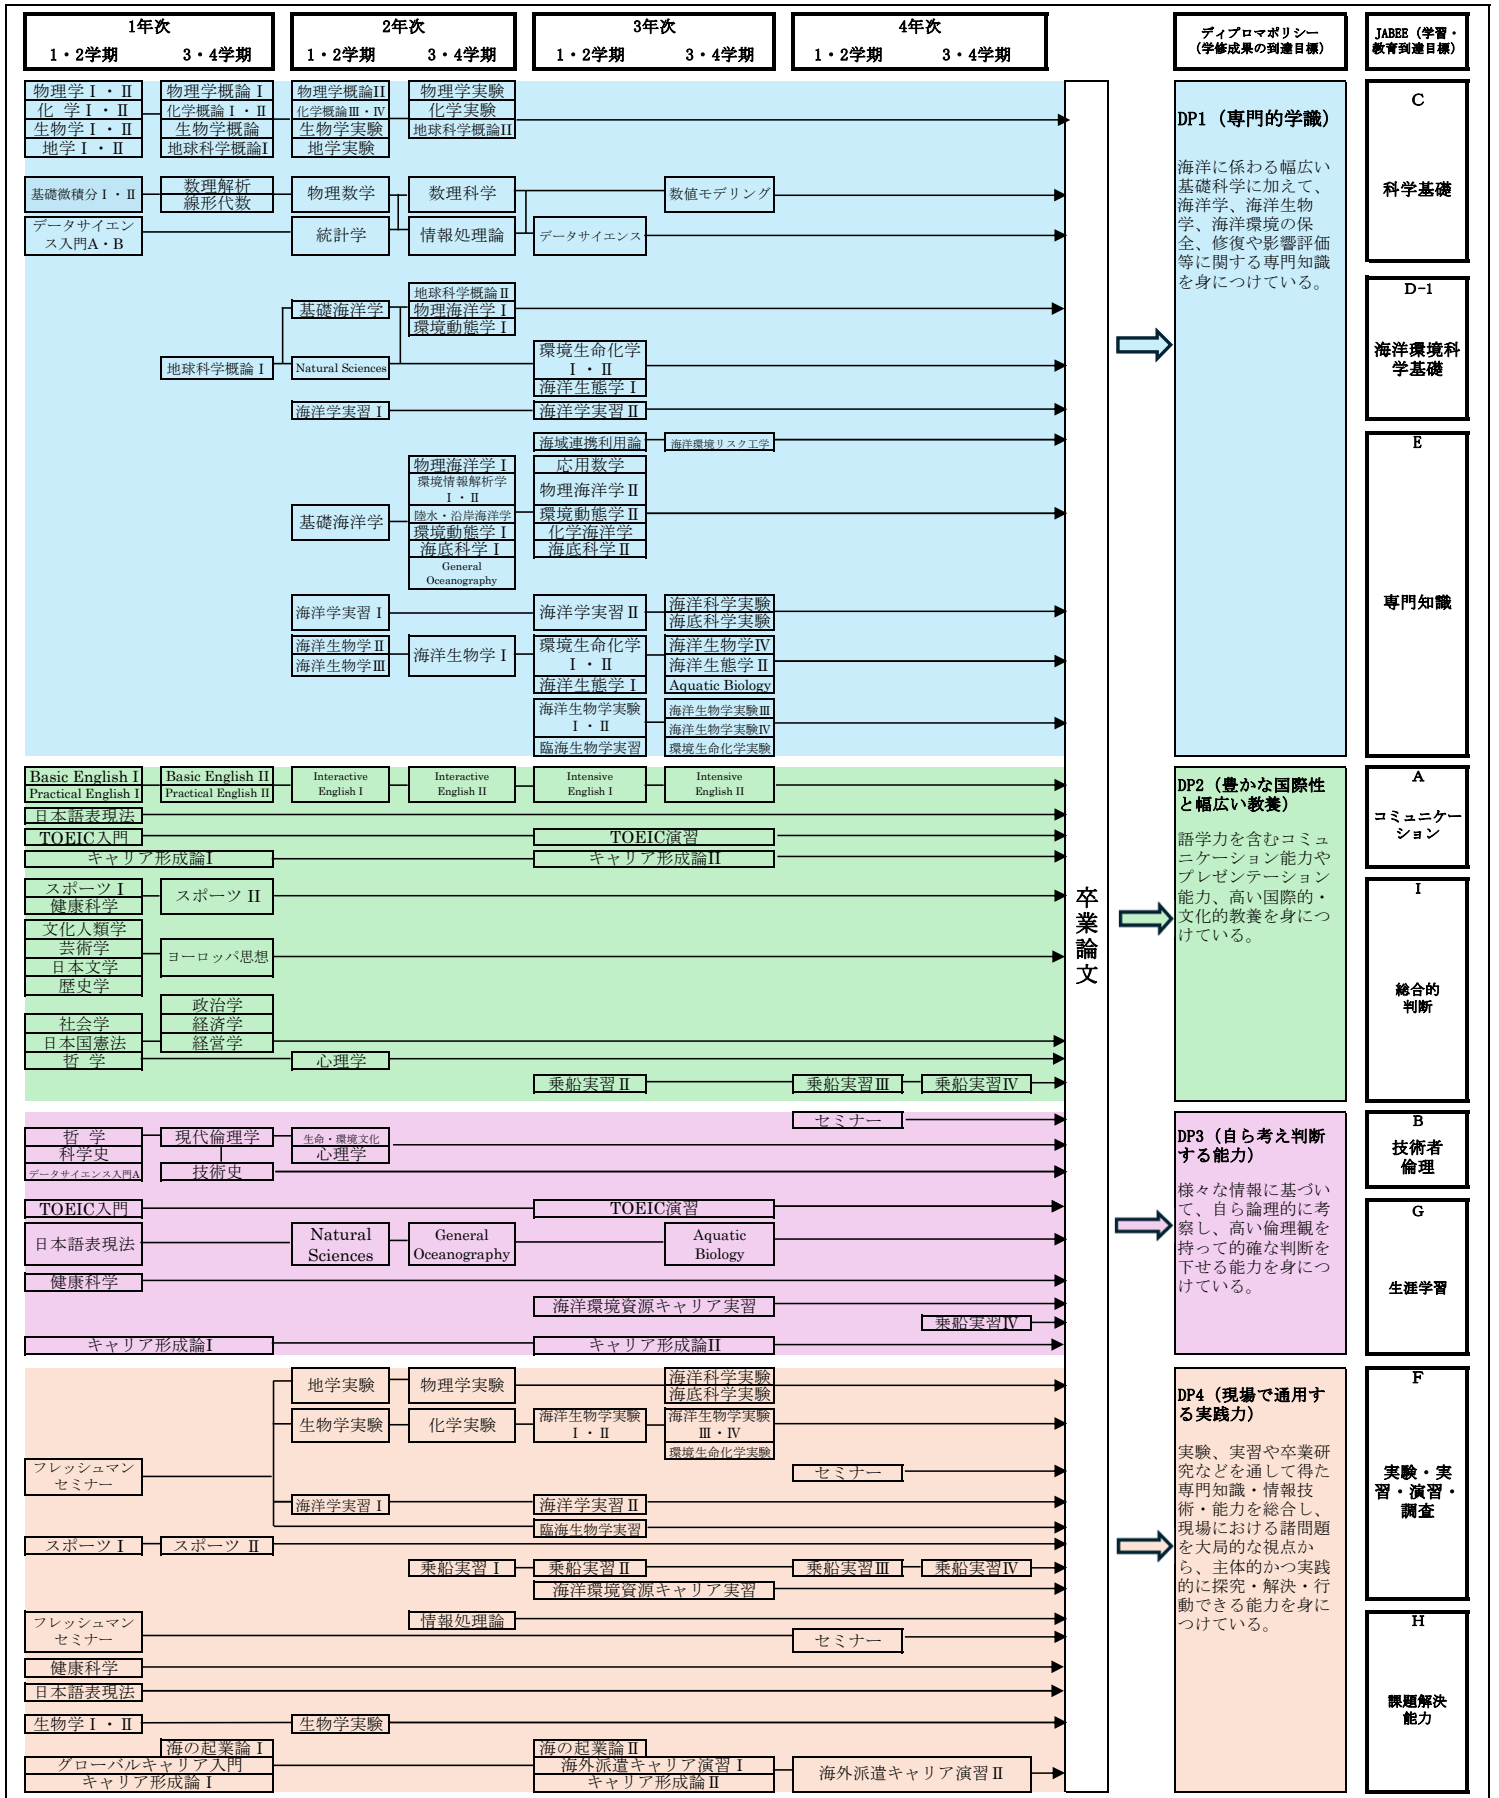 1年次
1・2学期
3・4学期
2年次
1・2学期
3・4学期
3年次
1・2学期
3・4学期
4年次
1・2学期
3・4学期
ディプロマポリシー
（学修成果の到達目標）
JABEE（学習・
教育到達目標）
物理学Ⅰ・Ⅱ
化 学Ⅰ・Ⅱ
生物学Ⅰ・Ⅱ
地学Ⅰ・Ⅱ
物理学概論Ⅰ
化学概論Ⅰ・Ⅱ
生物学概論
地球科学概論Ⅰ
物理学概論II
化学概論Ⅲ・Ⅳ
生物学実験
地学実験
物理学実験
化学実験
地球科学概論II
基礎微積分Ⅰ・Ⅱ
数理解析
線形代数
物理数学
数理科学
数値モデリング
データサイエン
ス入門A・B
統計学
情報処理論
データサイエンス
地球科学概論Ⅰ
基礎海洋学
Natural Sciences
地球科学概論Ⅱ
物理海洋学Ⅰ
環境動態学Ⅰ
環境生命化学
Ⅰ・Ⅱ
海洋生態学Ⅰ
海洋学実習Ⅰ
海洋学実習Ⅱ
海域連携利用論
海洋環境リスク工学
基礎海洋学
物理海洋学Ⅰ
環境情報解析学
Ⅰ・Ⅱ
陸水・沿岸海洋学
環境動態学Ⅰ
海底科学Ⅰ
General
Oceanography
応用数学
物理海洋学Ⅱ
環境動態学Ⅱ
化学海洋学
海底科学Ⅱ
海洋学実習Ⅰ
海洋学実習Ⅱ
海洋科学実験
海底科学実験
海洋生物学Ⅱ
海洋生物学Ⅲ
海洋生物学Ⅰ
環境生命化学
Ⅰ・Ⅱ
海洋生態学Ⅰ
海洋生物学Ⅳ
海洋生態学Ⅱ
Aquatic Biology
海洋生物学実験
Ⅰ・Ⅱ
臨海生物学実習
海洋生物学実験Ⅲ
海洋生物学実験Ⅳ
環境生命化学実験
DP1（専門的学識）
海洋に係わる幅広い
基礎科学に加えて、
海洋学、海洋生物
学、海洋環境の保
全、修復や影響評価
等に関する専門知識
を身につけている。
C
科学基礎
D-1
海洋環境科
学基礎
E
専門知識
Basic English I
Practical English I
Basic English II
Practical English II
Interactive
English I
Interactive
English II
Intensive
English I
Intensive
English II
日本語表現法
TOEIC入門
TOEIC演習
キャリア形成論I
キャリア形成論II
スポーツ I
健康科学
スポーツ II
文化人類学
芸術学
日本文学
歴史学
ヨーロッパ思想
社会学
日本国憲法
哲 学
政治学
経済学
経営学
心理学
乗船実習Ⅱ
乗船実習Ⅲ
乗船実習Ⅳ
卒
業
論
文
DP2（豊かな国際性
と幅広い教養）
語学力を含むコミュ
ニケーション能力や
プレゼンテーション
能力、高い国際的・
文化的教養を身につ
けている。
A
コミュニケー
ション
I
総合的
判断
セミナー
哲 学
科学史
データサイエンス入門A
現代倫理学
技術史
生命・環境文化
心理学
TOEIC入門
TOEIC演習
日本語表現法
Natural
Sciences
General
Oceanography
Aquatic
Biology
健康科学
海洋環境資源キャリア実習
乗船実習Ⅳ
キャリア形成論I
キャリア形成論II
DP3（自ら考え判断
する能力）
様々な情報に基づい
て、自ら論理的に考
察し、高い倫理観を
持って的確な判断を
下せる能力を身につ
けている。
B
技術者
倫理
G
生涯学習
地学実験
物理学実験
海洋科学実験
海底科学実験
生物学実験
化学実験
海洋生物学実験
Ⅰ・Ⅱ
海洋生物学実験
Ⅲ・Ⅳ
環境生命化学実験
フレッシュマン
セミナー
セミナー
海洋学実習Ⅰ
海洋学実習Ⅱ
臨海生物学実習
スポーツⅠ
スポーツ Ⅱ
乗船実習Ⅰ
乗船実習Ⅱ
乗船実習Ⅲ
乗船実習Ⅳ
海洋環境資源キャリア実習
フレッシュマン
セミナー
情報処理論
セミナー
健康科学
日本語表現法
生物学Ⅰ・Ⅱ
生物学実験
海の起業論Ⅰ
グローバルキャリア入門
キャリア形成論Ⅰ
海の起業論Ⅱ
海外派遣キャリア演習Ⅰ
キャリア形成論Ⅱ
海外派遣キャリア演習Ⅱ
DP4（現場で通用す
る実践力）
実験、実習や卒業研
究などを通して得た
専門知識・情報技
術・能力を総合し、
現場における諸問題
を大局的な視点か
ら、主体的かつ実践
的に探究・解決・行
動できる能力を身に
つけている。
F
実験・実
習・演習・
調査
H
課題解決
能力